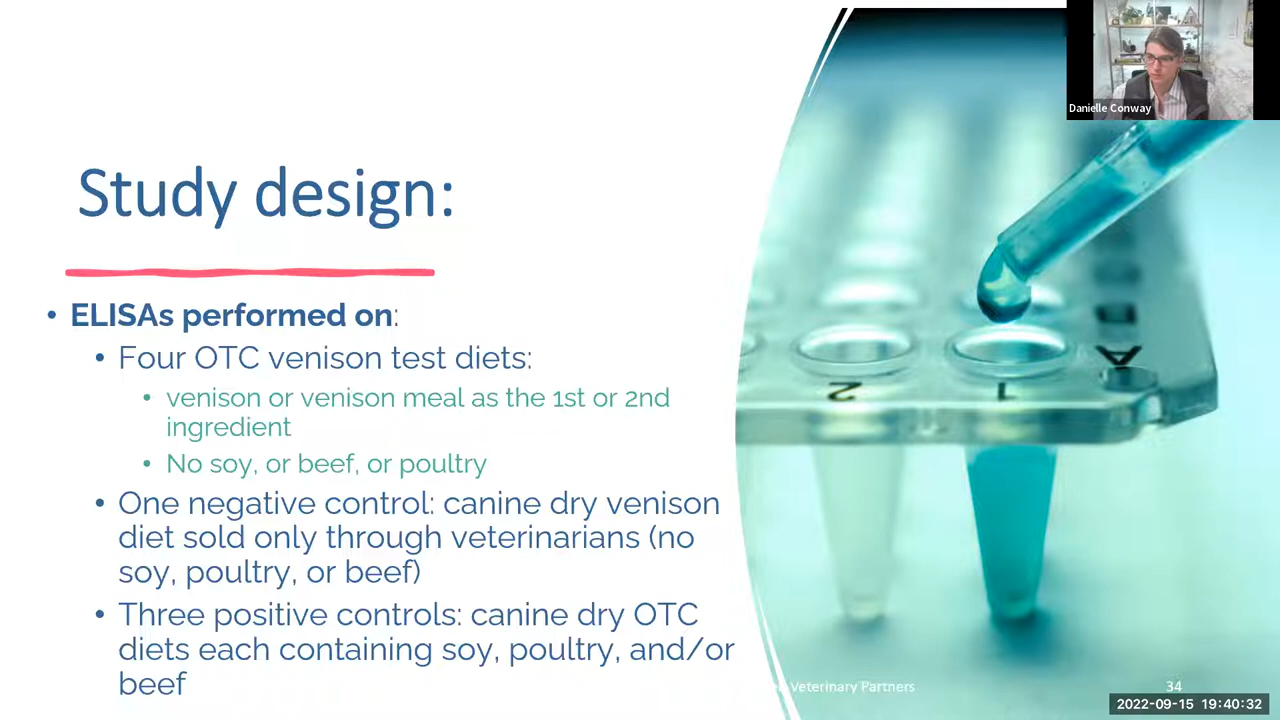 Danielle Conway
Study design:
• ELISAs performed on:
• Four OTC venison test diets:
• venison or venison meal as the 1st or 2nd
ingredient
• No soy, or beef, or poultry
• One negative control: canine dry venison
diet sold only through veterinarians (no
soy, poultry, or beef)
• Three positive controls: canine dry OTC
diets each containing soy, poultry, and/or
beef
A
2
1
Veterinary Partners
34
2022-09-15 19:40:32